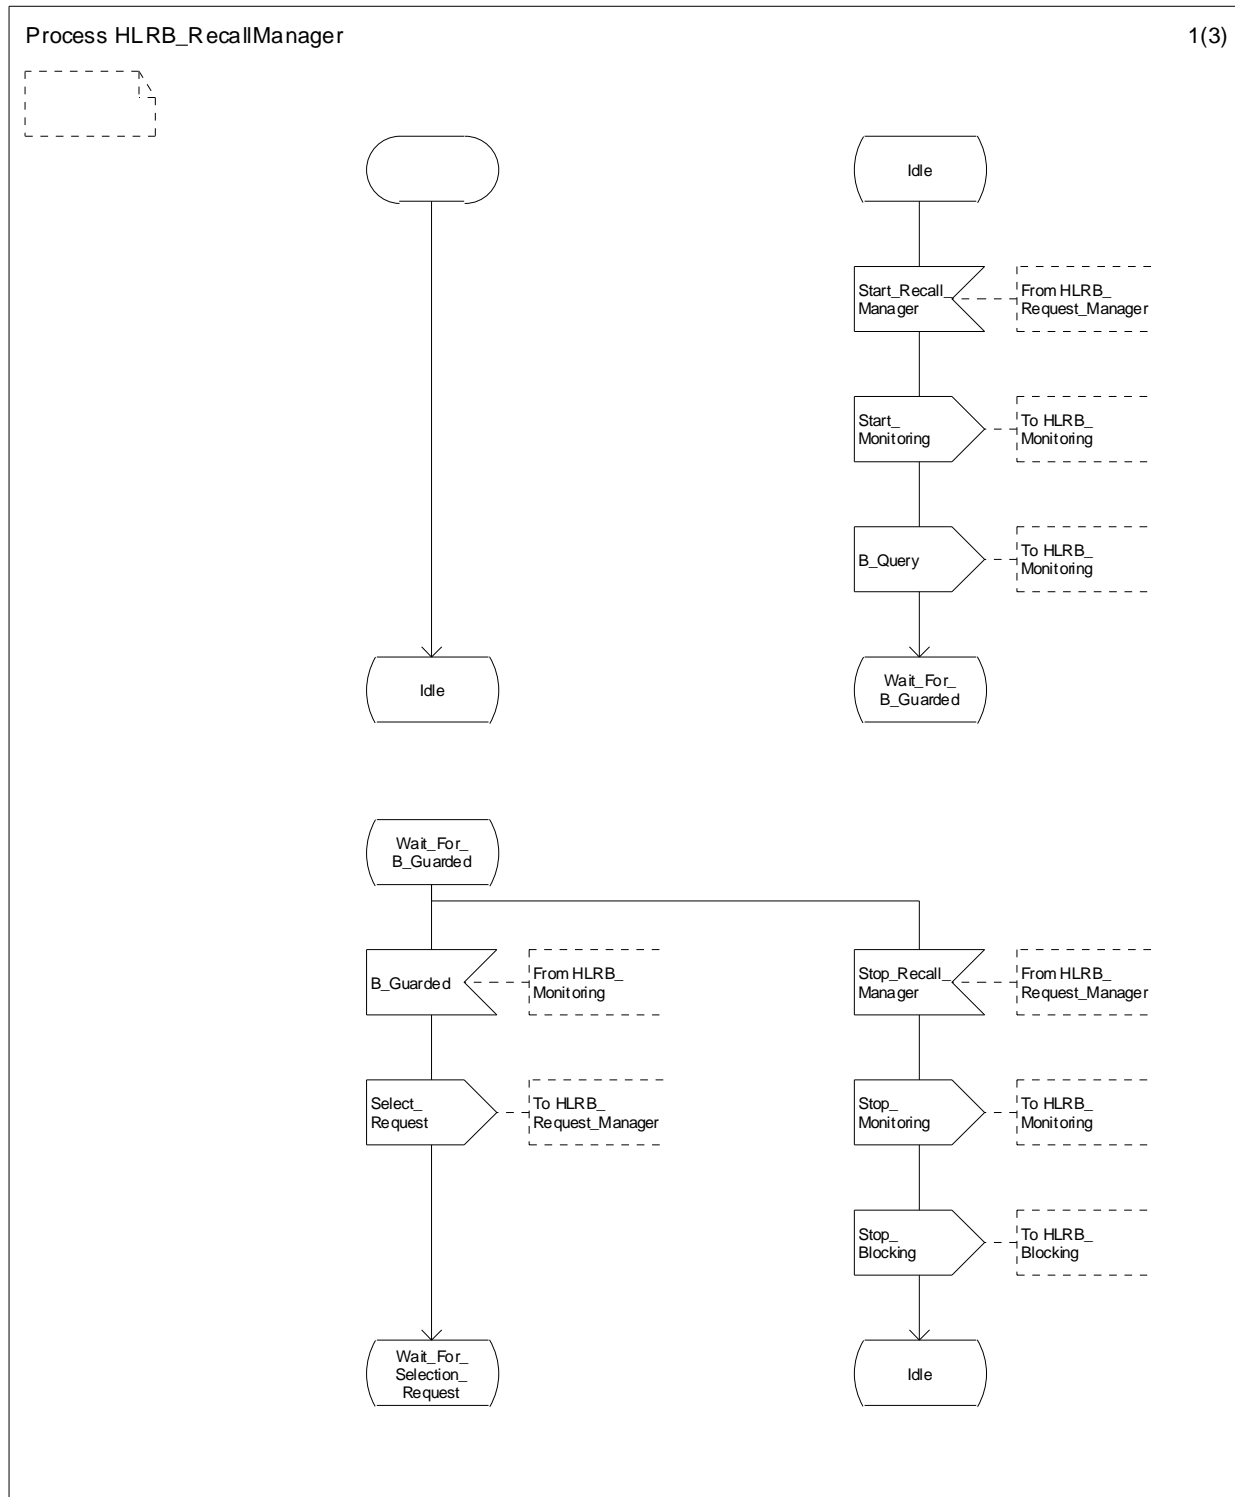 Process HLRB_RecallManager
1(3)
Idle
Start_Recall_
Manager
From HLRB_
Request_Manager
Start_
Monitoring
To HLRB_
Monitoring
B_Query
To HLRB_
Monitoring
Idle
Wait_For_
B_Guarded
Wait_For_
B_Guarded
B_Guarded
From HLRB_
Monitoring
Stop_Recall_
Manager
From HLRB_
Request_Manager
Select_
Request
To HLRB_
Request_Manager
Stop_
Monitoring
To HLRB_
Monitoring
Stop_
Blocking
To HLRB_
Blocking
Wait_For_
Selection_
Request
Idle